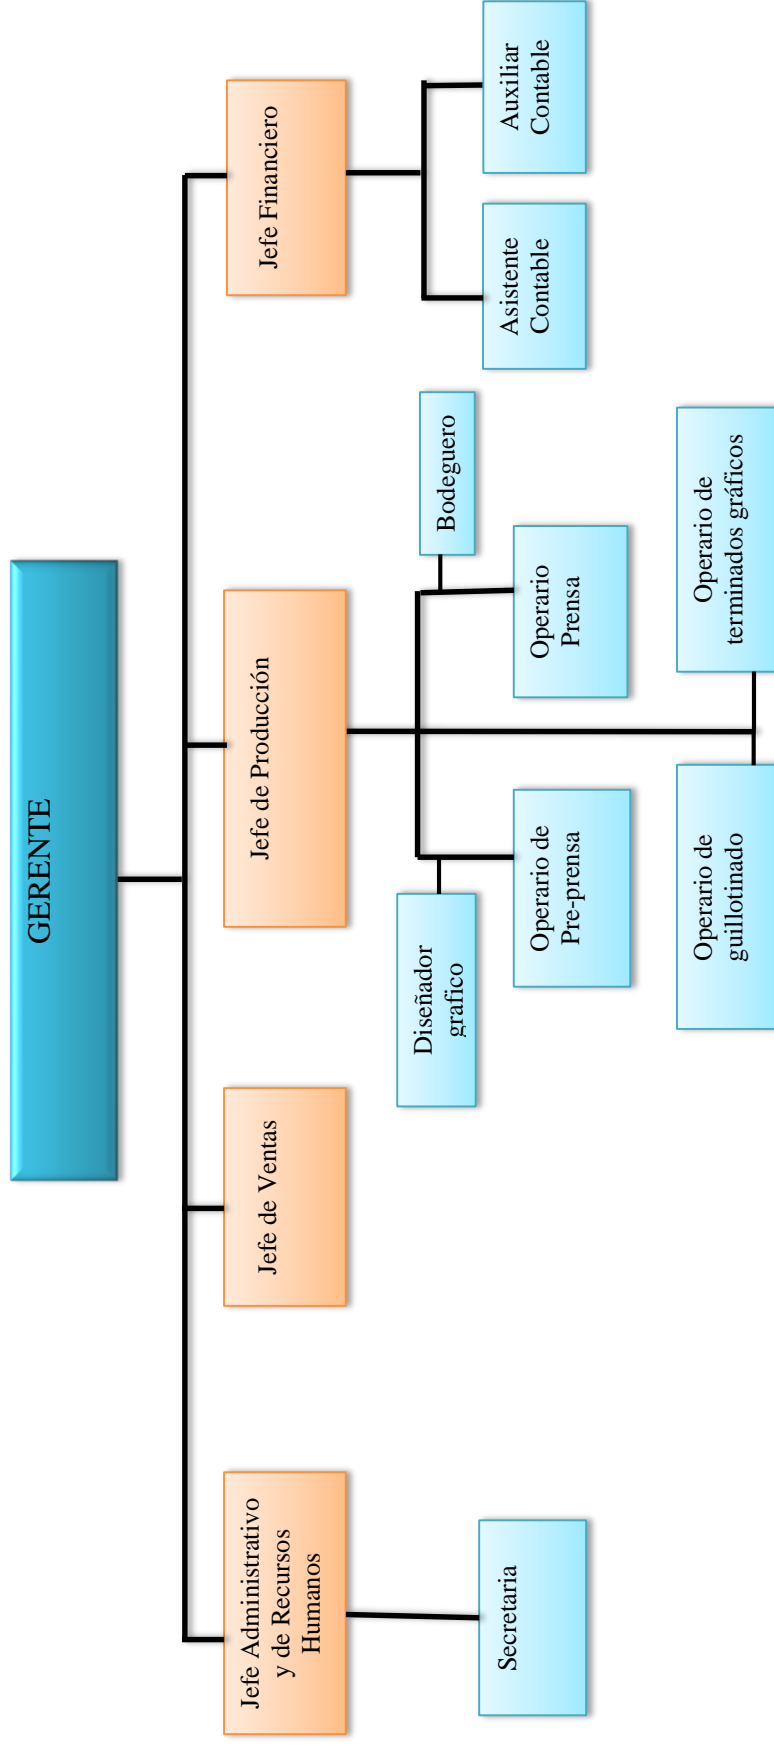 GERENTE
Jefe Administrativo
y de Recursos
Humanos
Jefe de Ventas
Jefe de Producción
Jefe Financiero
Secretaria
Diseñador
grafico
Bodeguero
Operario de
Pre-prensa
Operario
Prensa
Operario de
guillotinado
Operario de
terminados gráficos
Asistente
Contable
Auxiliar
Contable